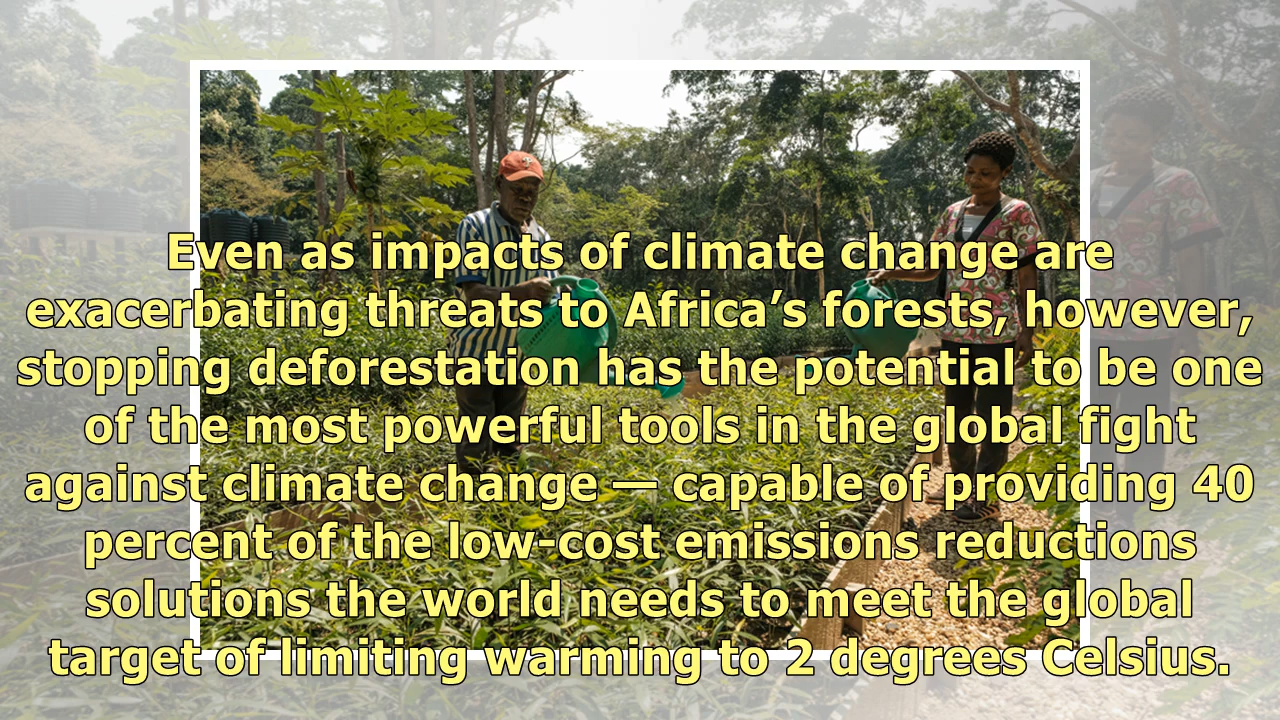 Even as impacts of climate change are
exacerbating threats to Africa’s forests, however,
stopping deforestation has the potential to be one
of the most powerful tools in the global fight
against climate change — capable of providing 40
percent of the low-cost emissions reductions
solutions the world needs to meet the global
target of limiting warming to 2 degrees Celsius.